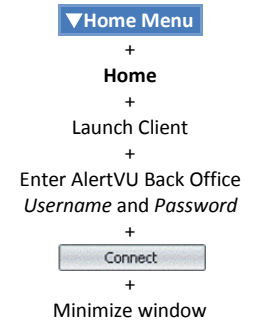 ▼Home Menu
+
Home
+
Launch Client
+
Enter AlertVU Back Office
Username and Password
+
Connect
+
Minimize window